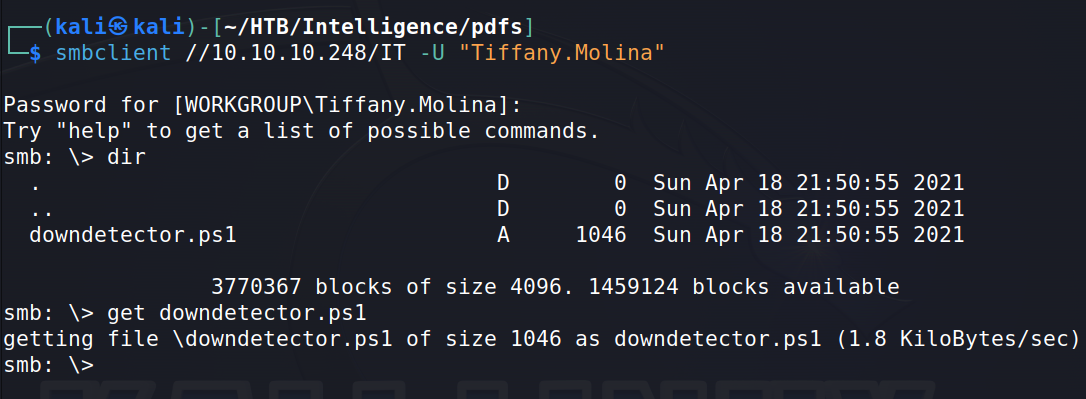 (kali㉿kali)-[~/HTB/Intelligence/pdfs]
$ smbclient //10.10.10.248/IT -U "Tiffany.Molina"
Password for [WORKGROUP\Tiffany.Molina]:
Try "help" to get a list of possible commands.
smb: \> dir
. D 0 Sun Apr 18 21:50:55 2021
.. D 0 Sun Apr 18 21:50:55 2021
downdetector.ps1 A 1046 Sun Apr 18 21:50:55 2021
3770367 blocks of size 4096. 1459124 blocks available
smb: \> get downdetector.ps1
getting file \downdetector.ps1 of size 1046 as downdetector.ps1 (1.8 KiloBytes/sec)
smb: \>